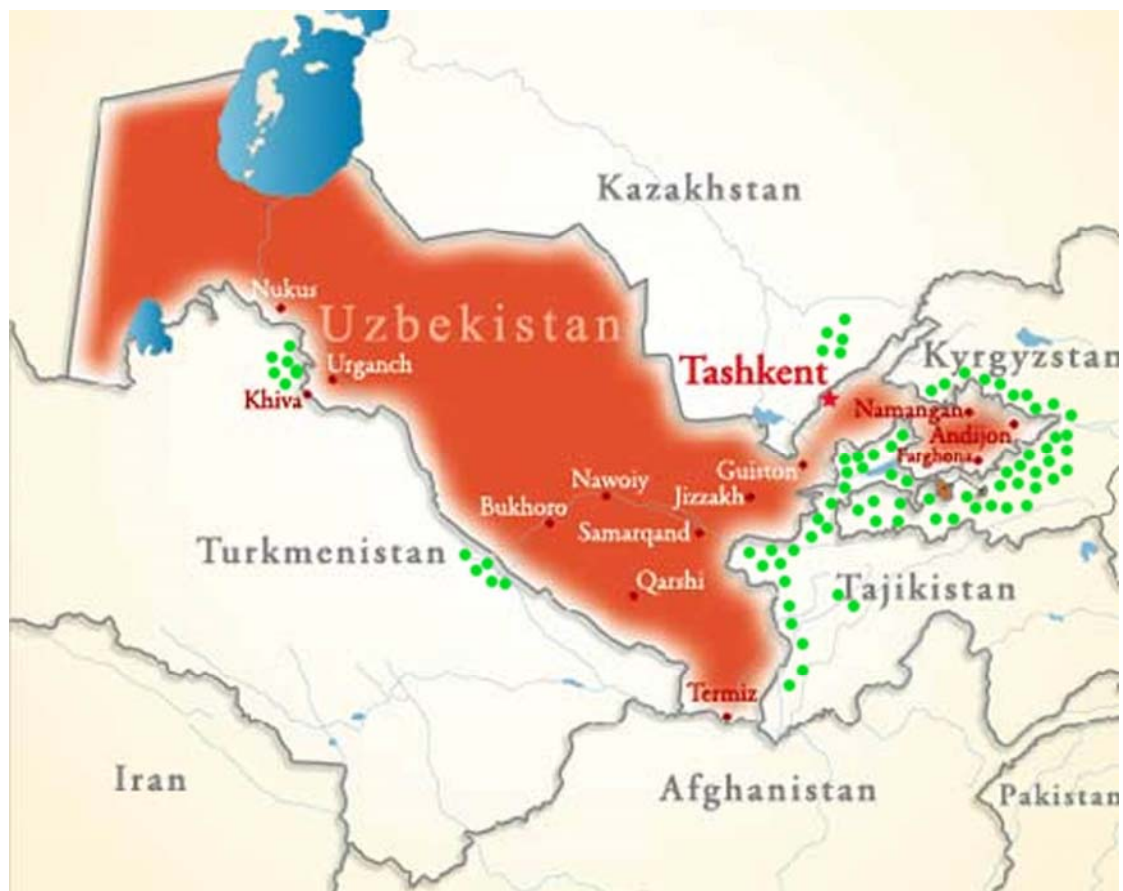 Kazakhstan
Nukus
Uzbekistan
Urganch
Khiva
Tashkent
Kyrgyzstan
Namangan
Andijon
Farghona
Guiston
Nawoiy
Jizzakh
Bukhoro
Samarqand
Turkmenistan
Qarshi
Tajikistan
Termiz
Iran
Afghanistan
Pakistan